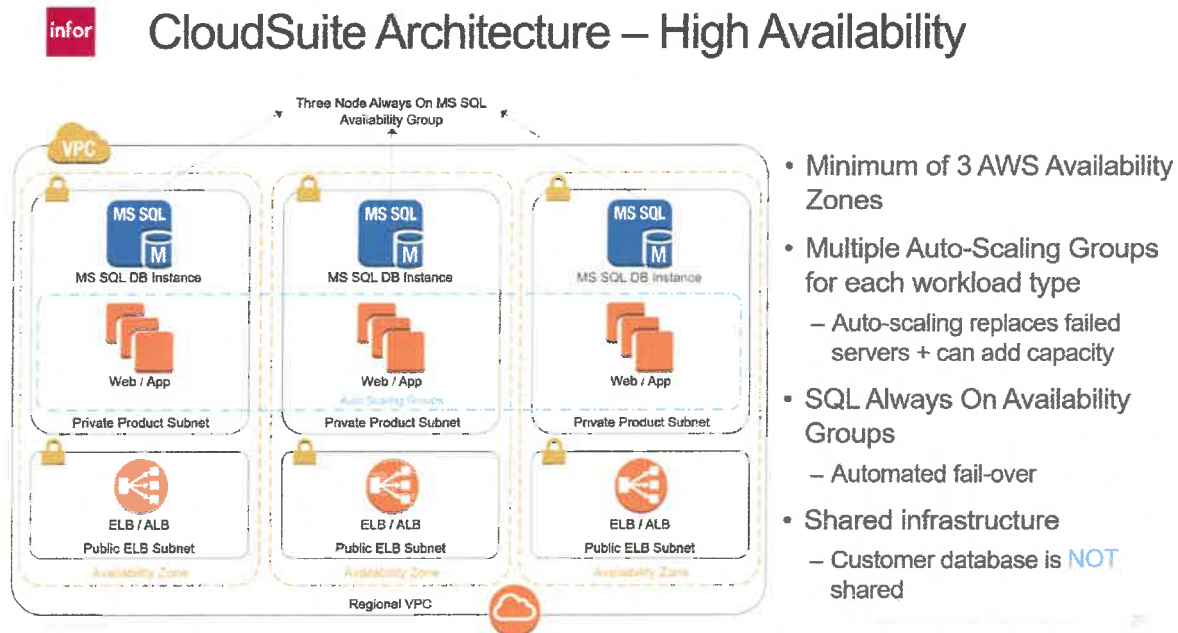 infor
CloudSuite Architecture – High Availability
Three Node Always On MS SQL
Availability Group
VPC
MS SQL
M
MS SQL DB Instance
Web / App
Private Product Subnet
ELB / ALB
Public ELB Subnet
Availability Zone
MS SQL
M
MS SQL DB Instance
Web / App
Auto Scaling Groups
Private Product Subnet
ELB / ALB
Public ELB Subnet
Availability Zone
MS SQL
M
MS SQL DB Instance
Web / App
Private Product Subnet
ELB / ALB
Public ELB Subnet
Availability Zone
Regional VPC
• Minimum of 3 AWS Availability
Zones
• Multiple Auto-Scaling Groups
for each workload type
– Auto-scaling replaces failed
servers + can add capacity
• SQL Always On Availability
Groups
– Automated fail-over
• Shared infrastructure
– Customer database is NOT
shared